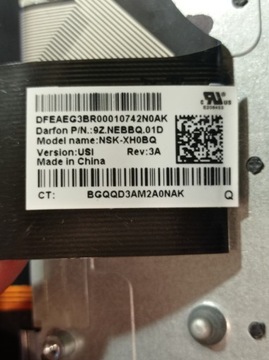 DFEAEG3BR00010742N0AK
Darfon P/N.:9Z.NEBBQ.01D
Model name:NSK-XH0BQ
Version:USI Rev:3A
Made in China
CT: BGQQD3AM2A0NAK Q